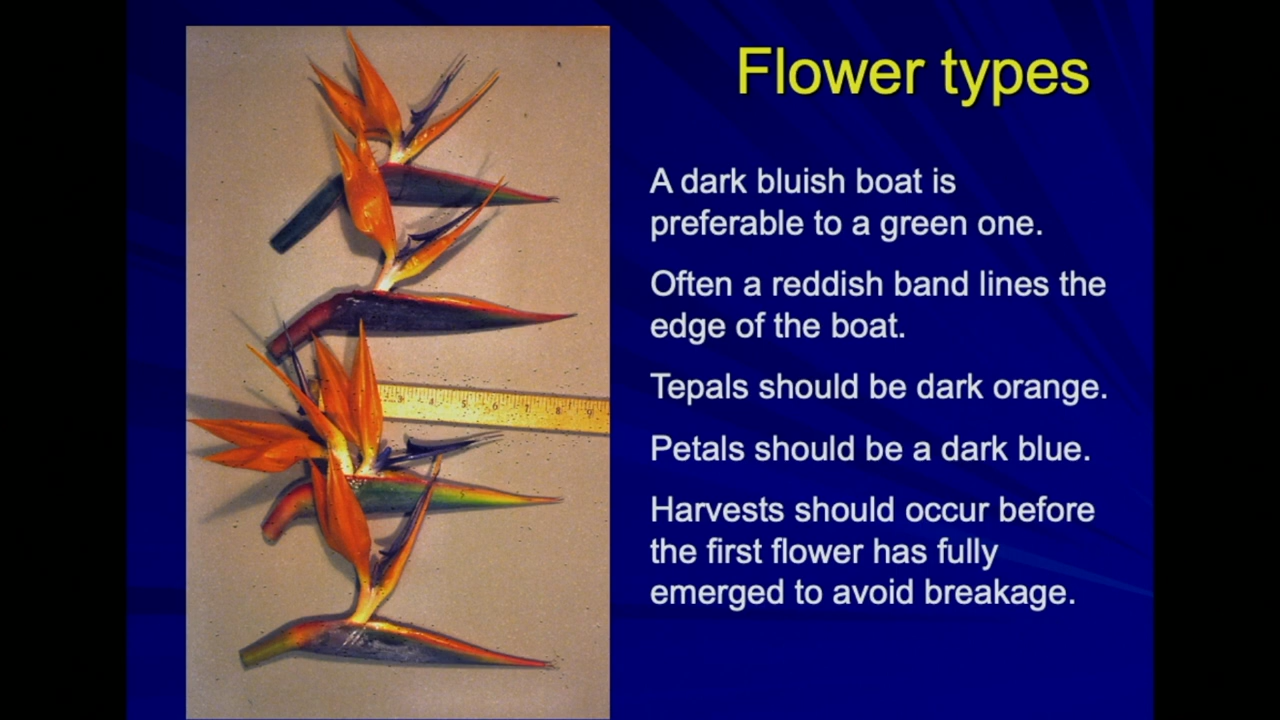 Flower types
A dark bluish boat is
preferable to a green one.
Often a reddish band lines the
edge of the boat.
Tepals should be dark orange.
Petals should be a dark blue.
Harvests should occur before
the first flower has fully
emerged to avoid breakage.